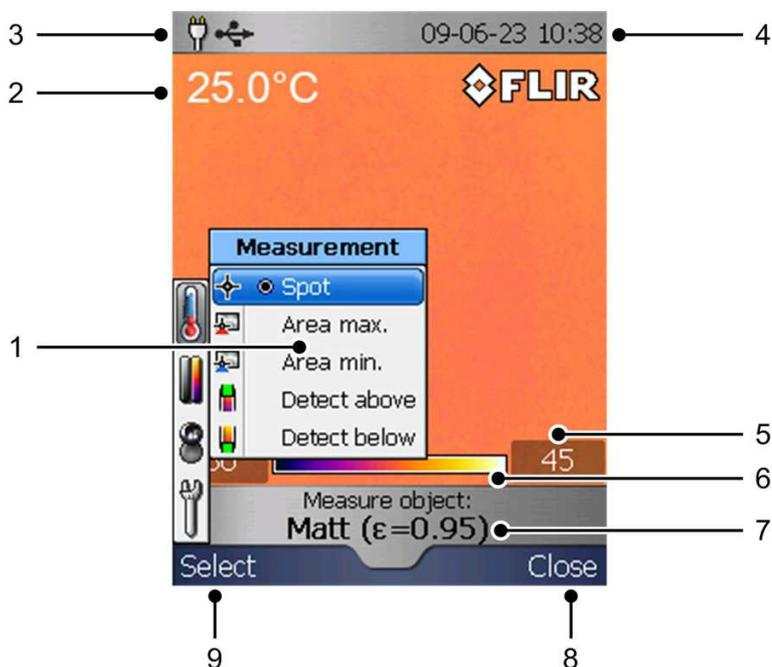 3
09-06-23 10:38
4
2
25.0°C
FLIR
Measurement
Spot
1
Area max.
Area min.
Detect above
Detect below
5
45
6
Measure object:
Matt (ε=0.95)
7
Select
Close
9
8